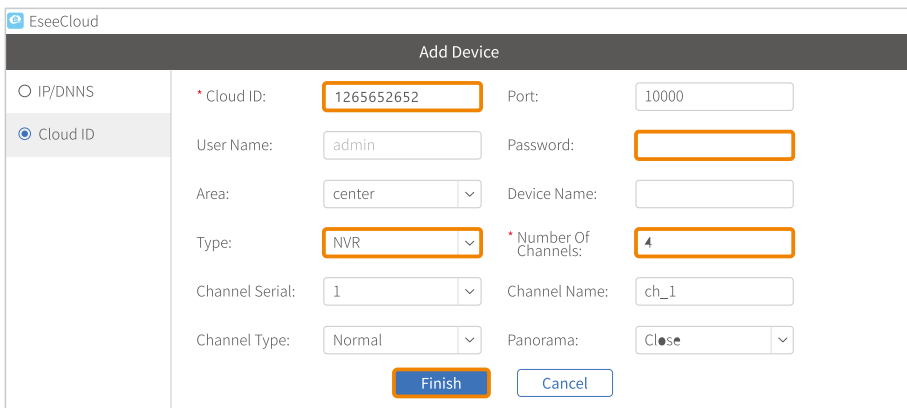 EseeCloud
Add Device
IP/DNNS
Cloud ID
* Cloud ID: 1265652652 Port: 10000
User Name: admin Password:
Area: center Device Name:
Type: NVR * Number Of Channels: 4
Channel Serial: 1 Channel Name: ch_1
Channel Type: Normal Panorama: Close
Finish Cancel